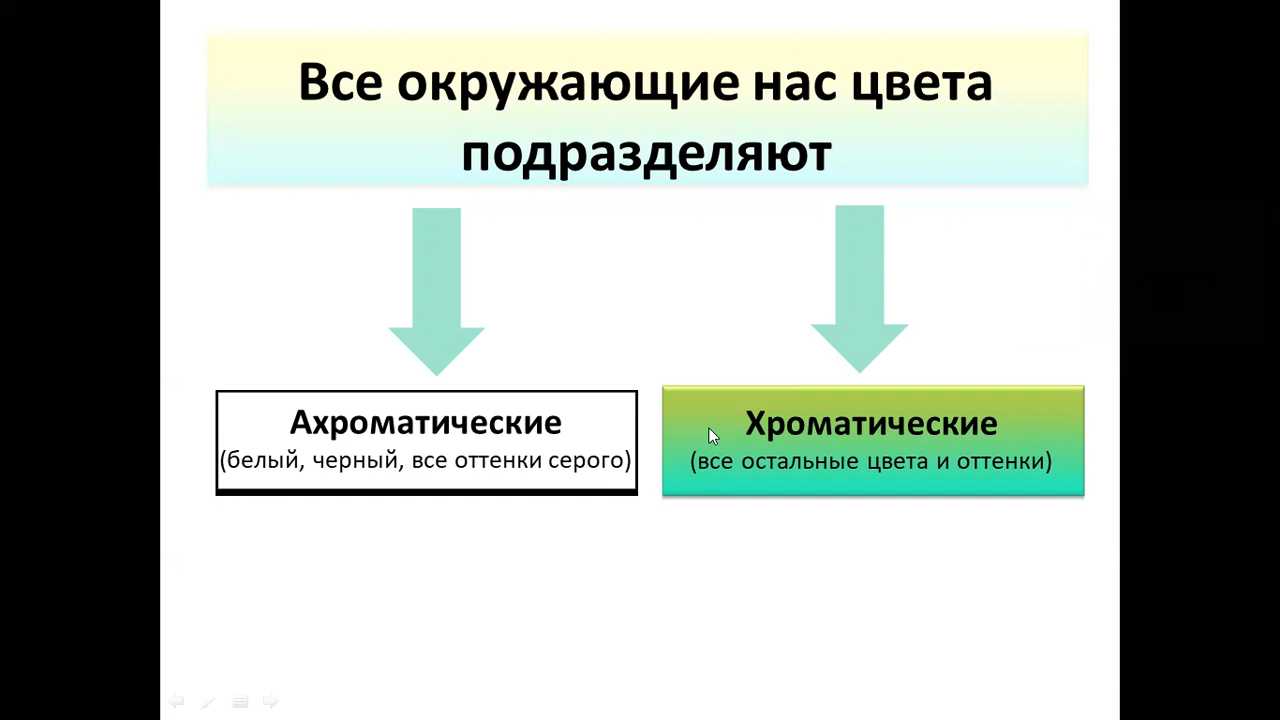 Все окружающие нас цвета
подразделяют
Ахроматические
(белый, черный, все оттенки серого)
Хроматические
(все остальные цвета и оттенки)